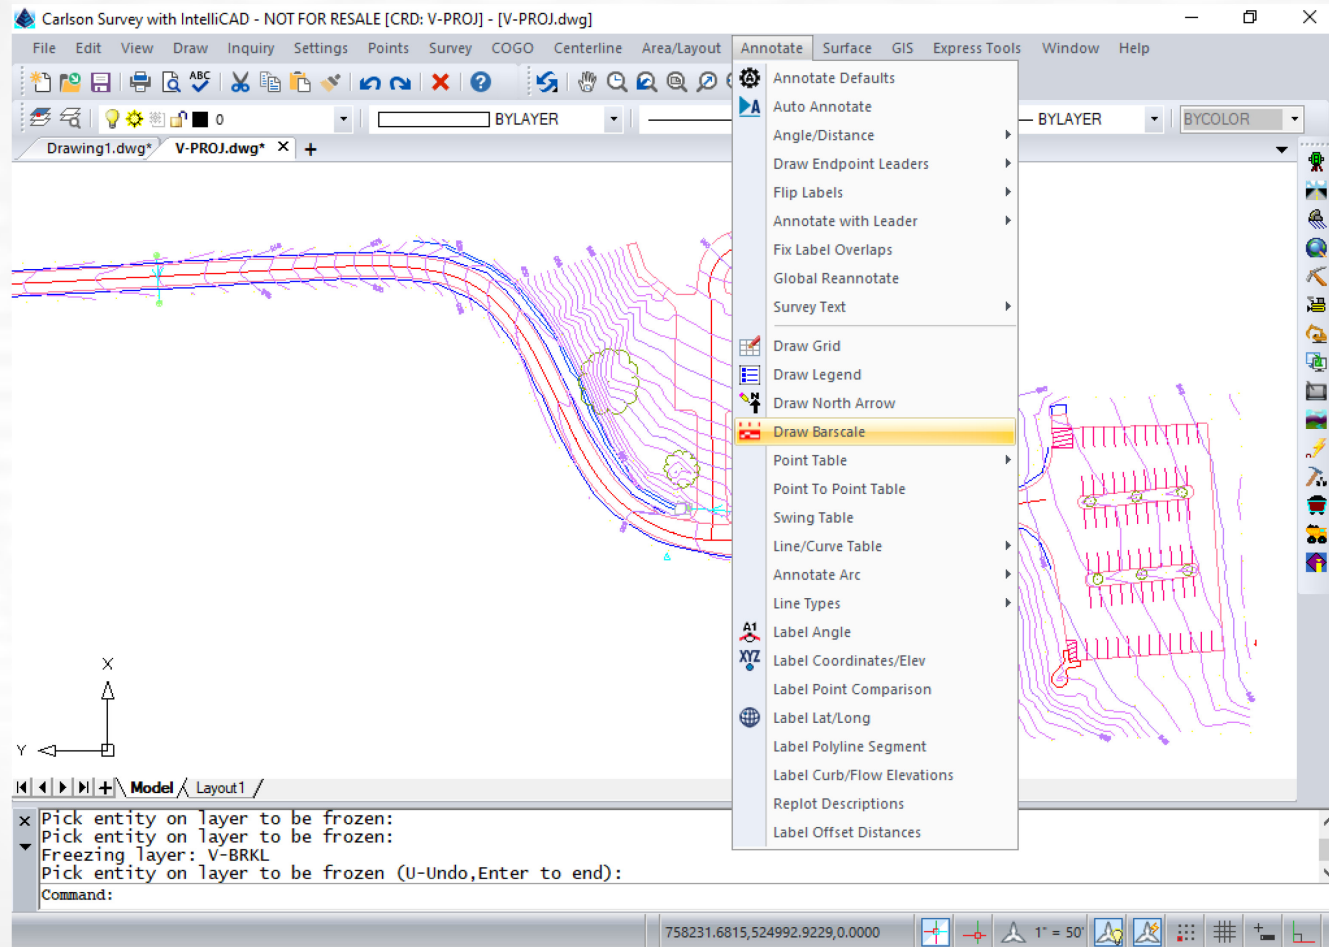 Carlson Survey with IntelliCAD - NOT FOR RESALE [CRD: V-PROJ] - [V-PROJ.dwg]
File Edit View Draw Inquiry Settings Points Survey COGO Centerline Area/Layout Annotate Surface GIS Express Tools Window Help
ABC
0 BYLAYER BYLAYER BYCOLOR
Drawing1.dwg* V-PROJ.dwg*
Annotate Defaults
Auto Annotate
Angle/Distance
Draw Endpoint Leaders
Flip Labels
Annotate with Leader
Fix Label Overlaps
Global Reannotate
Survey Text
Draw Grid
Draw Legend
Draw North Arrow
Draw Barscale
Point Table
Point To Point Table
Swing Table
Line/Curve Table
Annotate Arc
Line Types
A1 Label Angle
XYZ Label Coordinates/Elev
Label Point Comparison
Label Lat/Long
Label Polyline Segment
Label Curb/Flow Elevations
Replot Descriptions
Label Offset Distances
X
Y
Model Layout1
Pick entity on layer to be frozen:
Pick entity on layer to be frozen:
Freezing layer: V-BRKL
Pick entity on layer to be frozen (U-Undo,Enter to end):
Command:
758231.6815,524992.9229,0.0000 1" = 50'